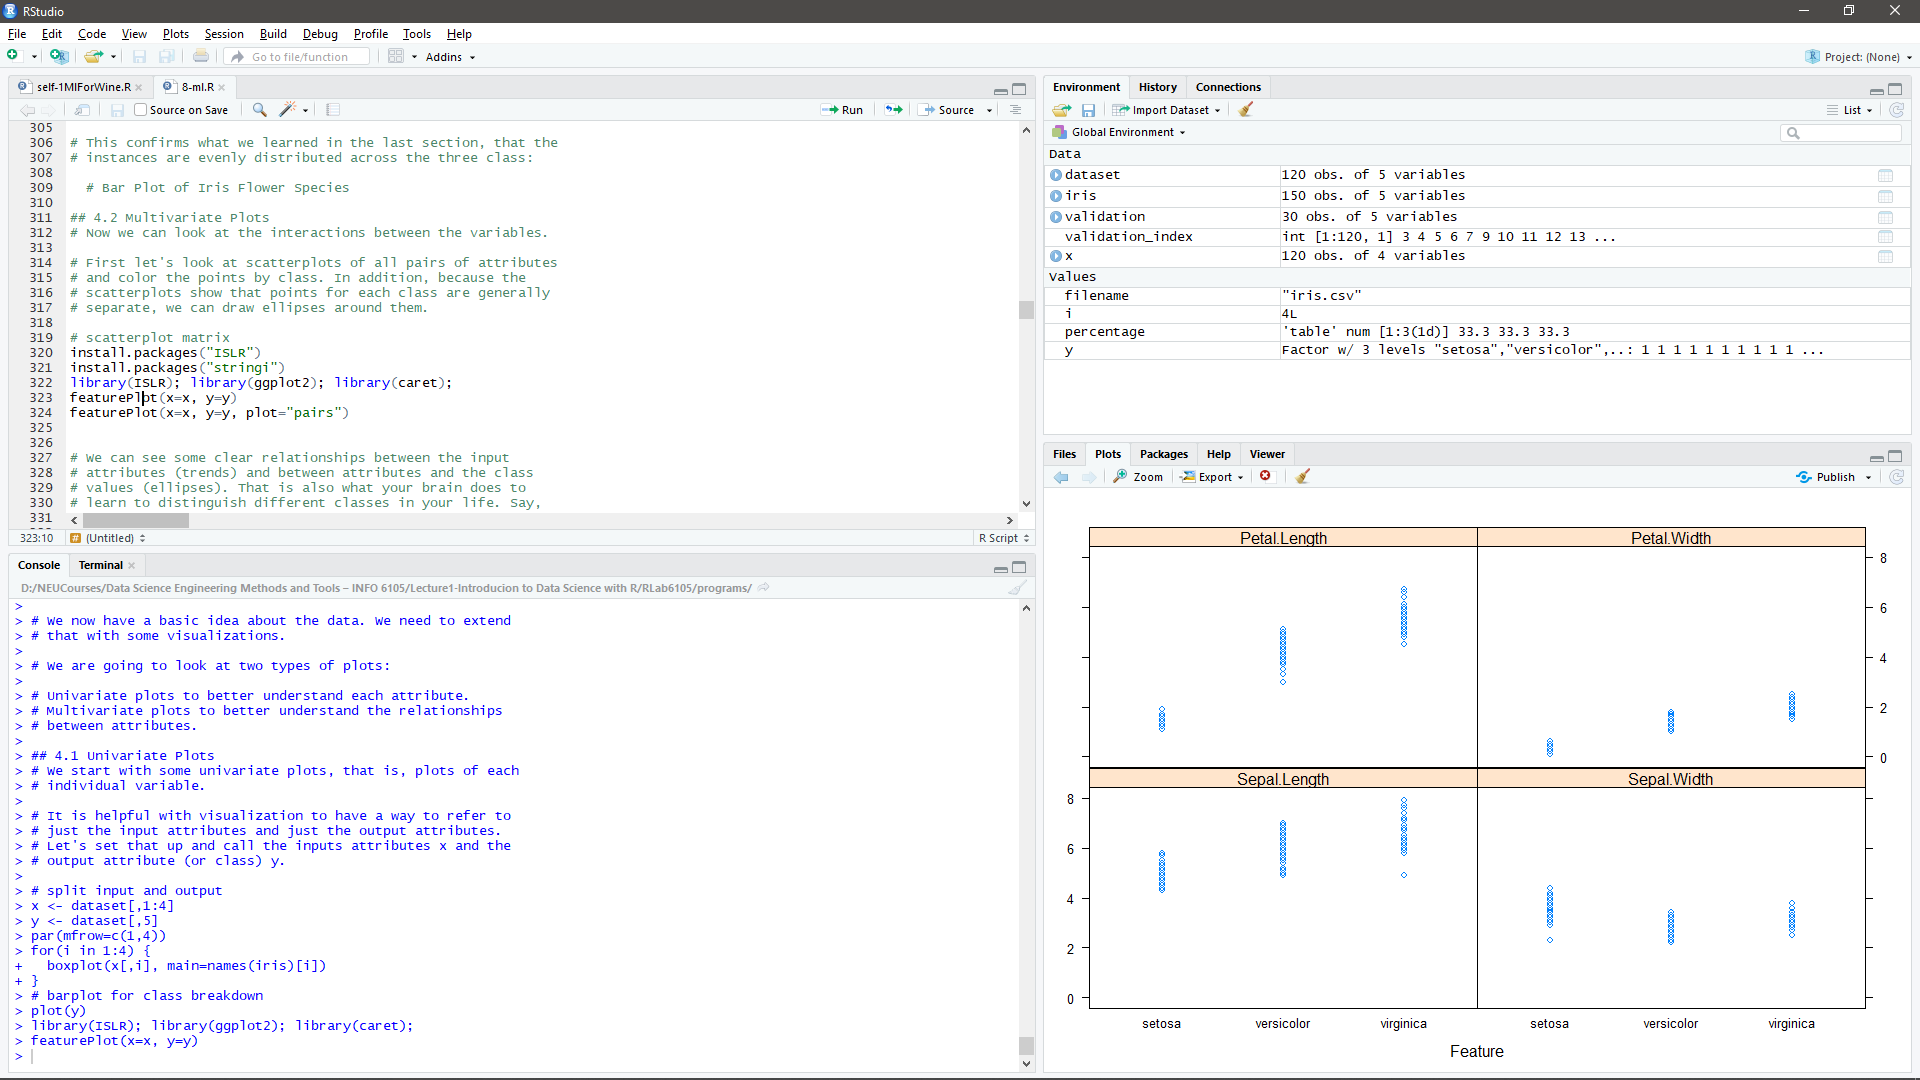 RStudio
File Edit Code View Plots Session Build Debug Profile Tools Help
Go to file/function Addins Project: (None)
self-1MlForWine.R 8-ml.R
Source on Save Run Source
305
306 # This confirms what we learned in the last section, that the
307 # instances are evenly distributed across the three class:
308
309 # Bar Plot of Iris Flower Species
310
311 ## 4.2 Multivariate Plots
312 # Now we can look at the interactions between the variables.
313
314 # First let's look at scatterplots of all pairs of attributes
315 # and color the points by class. In addition, because the
316 # scatterplots show that points for each class are generally
317 # separate, we can draw ellipses around them.
318
319 # scatterplot matrix
320 install.packages("ISLR")
321 install.packages("stringi")
322 library(ISLR); library(ggplot2); library(caret);
323 featurePlot(x=x, y=y)
324 featurePlot(x=x, y=y, plot="pairs")
325
326
327 # We can see some clear relationships between the input
328 # attributes (trends) and between attributes and the class
329 # values (ellipses). That is also what your brain does to
330 # learn to distinguish different classes in your life. Say,
331
323:10 # (Untitled) R Script
Console Terminal
D:/NEUCourses/Data Science Engineering Methods and Tools – INFO 6105/Lecture1-Introducion to Data Science with R/RLab6105/programs/
>
> # We now have a basic idea about the data. We need to extend
> # that with some visualizations.
>
> # We are going to look at two types of plots:
>
> # Univariate plots to better understand each attribute.
> # Multivariate plots to better understand the relationships
> # between attributes.
>
> ## 4.1 Univariate Plots
> # We start with some univariate plots, that is, plots of each
> # individual variable.
>
> # It is helpful with visualization to have a way to refer to
> # just the input attributes and just the output attributes.
> # Let's set that up and call the inputs attributes x and the
> # output attribute (or class) y.
>
> # split input and output
> x <- dataset[,1:4]
> y <- dataset[,5]
> par(mfrow=c(1,4))
> for(i in 1:4) {
+   boxplot(x[,i], main=names(iris)[i])
+ }
> # barplot for class breakdown
> plot(y)
> library(ISLR); library(ggplot2); library(caret);
> featurePlot(x=x, y=y)
>
Environment History Connections
Import Dataset List
Global Environment
Data
dataset 120 obs. of 5 variables
iris 150 obs. of 5 variables
validation 30 obs. of 5 variables
validation_index int [1:120, 1] 3 4 5 6 7 9 10 11 12 13 ...
x 120 obs. of 4 variables
Values
filename "iris.csv"
i 4L
percentage 'table' num [1:3(1d)] 33.3 33.3 33.3
y Factor w/ 3 levels "setosa","versicolor",..: 1 1 1 1 1 1 1 1 1 1 ...
Files Plots Packages Help Viewer
Zoom Export Publish
Petal.Length Petal.Width
8
6
4
2
0
Sepal.Length Sepal.Width
8
6
4
2
0
setosa versicolor virginica setosa versicolor virginica
Feature